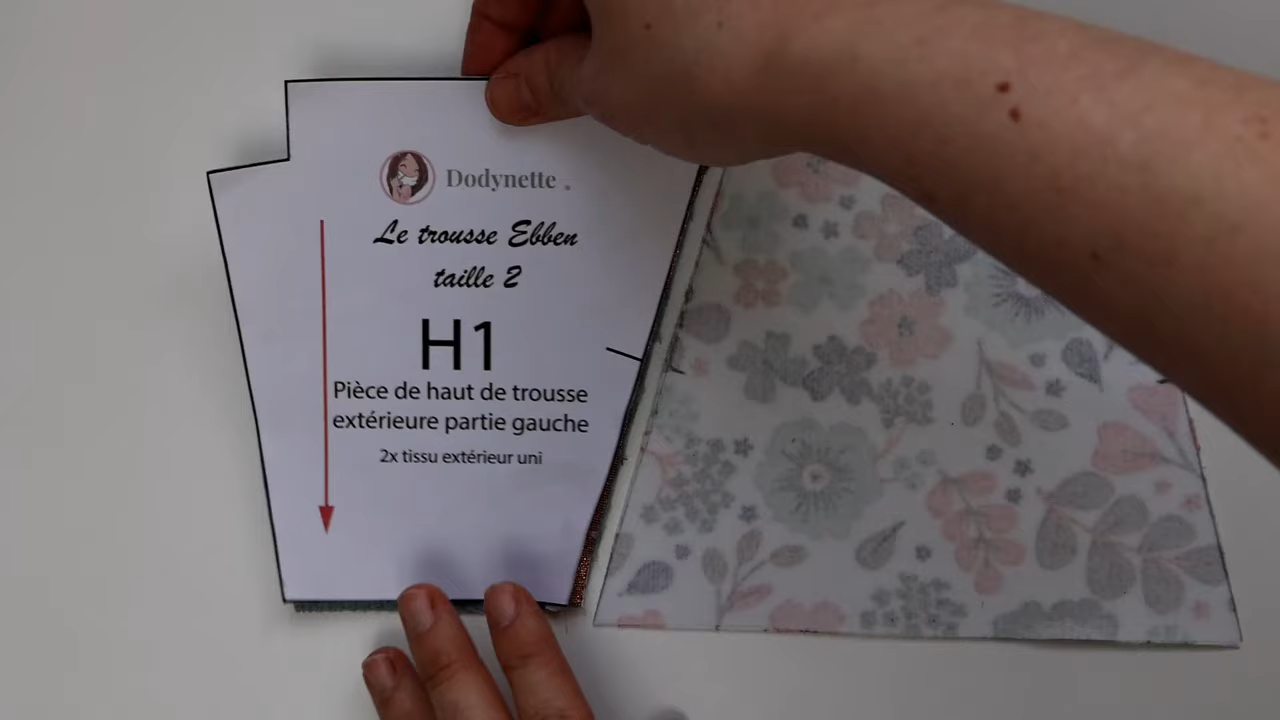 Dodynette
Le trousse Ebben
taille 2
H1
Pièce de haut de trousse
extérieure partie gauche
2x tissu extérieur uni